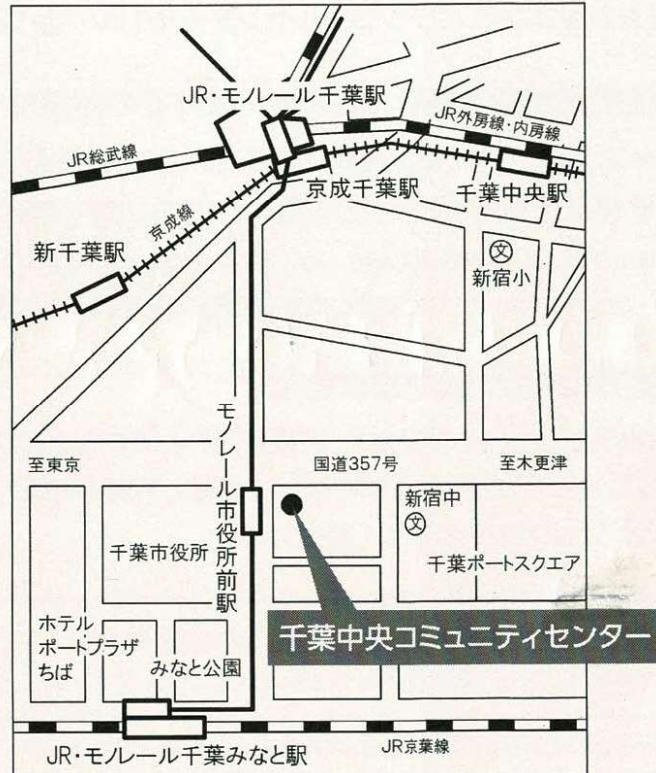 JR・モノレール千葉駅
JR外房線・内房線
JR総武線
京成千葉駅
千葉中央駅
京成線
新千葉駅
文
新宿小
モノレール市役所前駅
至東京
国道357号
至木更津
新宿中
文
千葉市役所
千葉ポートスクエア
千葉中央コミュニティセンター
ホテル
ポートプラザ
ちば
みなと公園
JR・モノレール千葉みなと駅
JR京葉線